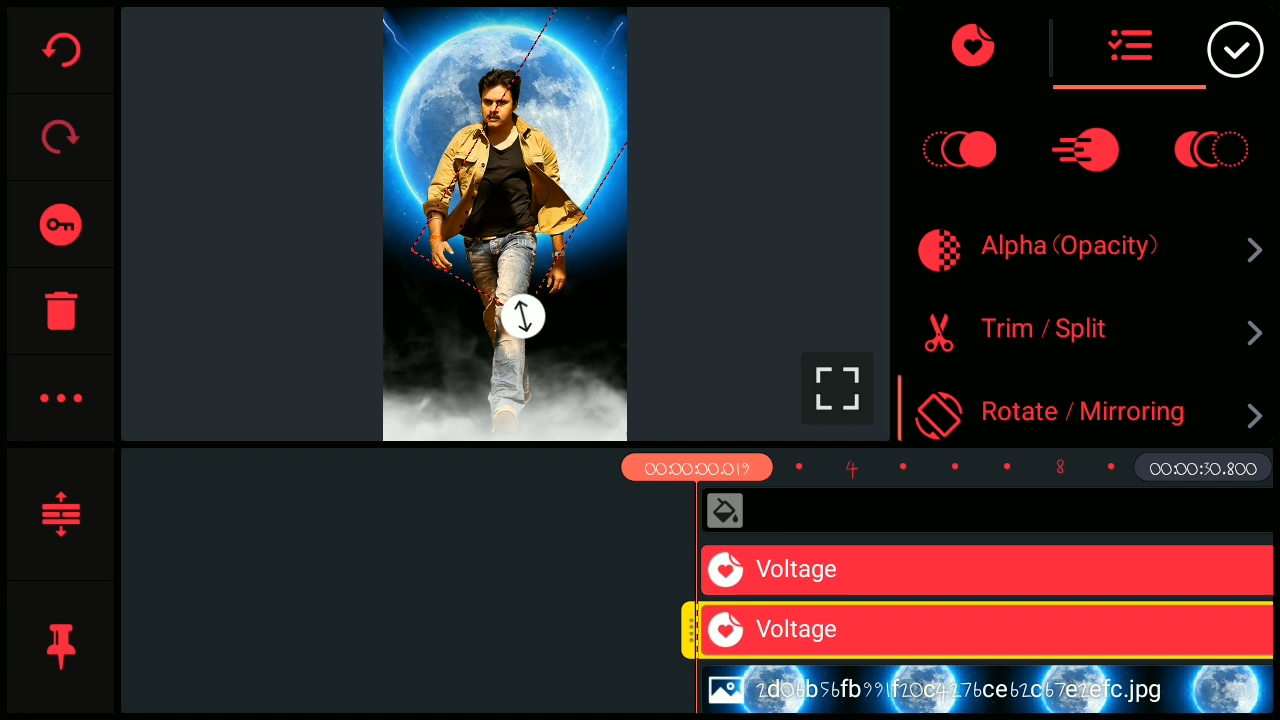 Alpha (Opacity)
Trim / Split
Rotate / Mirroring
00:00:00.019
4
8
00:00:30.800
Voltage
Voltage
2d06b56fb991f20c4276ce62c67e2efc.jpg